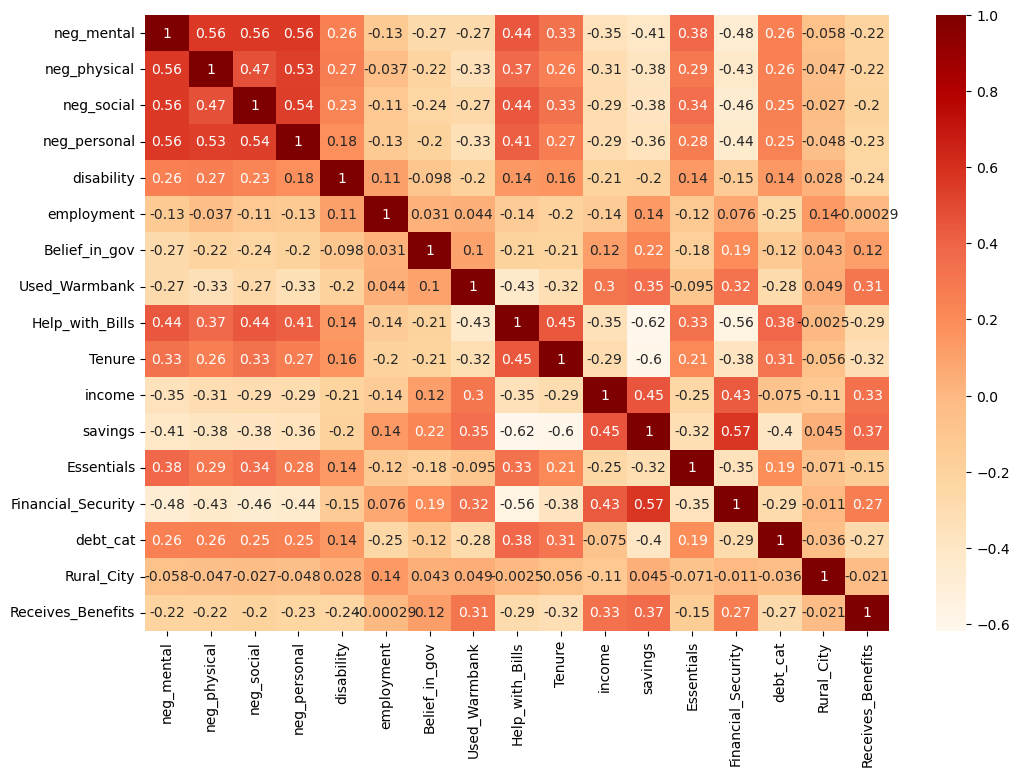 neg_mental 1 0.56 0.56 0.56 0.26 -0.13 -0.27 -0.27 0.44 0.33 -0.35 -0.41 0.38 -0.48 0.26 -0.058 -0.22
neg_physical 0.56 1 0.47 0.53 0.27 -0.037 -0.22 -0.33 0.37 0.26 -0.31 -0.38 0.29 -0.43 0.26 -0.047 -0.22
neg_social 0.56 0.47 1 0.54 0.23 -0.11 -0.24 -0.27 0.44 0.33 -0.29 -0.38 0.34 -0.46 0.25 -0.027 -0.2
neg_personal 0.56 0.53 0.54 1 0.18 -0.13 -0.2 -0.33 0.41 0.27 -0.29 -0.36 0.28 -0.44 0.25 -0.048 -0.23
disability 0.26 0.27 0.23 0.18 1 0.11 -0.098 -0.2 0.14 0.16 -0.21 -0.2 0.14 -0.15 0.14 0.028 -0.24
employment -0.13 -0.037 -0.11 -0.13 0.11 1 0.031 0.044 -0.14 -0.2 -0.14 0.14 -0.12 0.076 -0.25 0.14 -0.00029
Belief_in_gov -0.27 -0.22 -0.24 -0.2 -0.098 0.031 1 0.1 -0.21 -0.21 0.12 0.22 -0.18 0.19 -0.12 0.043 0.12
Used_Warmbank -0.27 -0.33 -0.27 -0.33 -0.2 0.044 0.1 1 -0.43 -0.32 0.3 0.35 -0.095 0.32 -0.28 0.049 0.31
Help_with_Bills 0.44 0.37 0.44 0.41 0.14 -0.14 -0.21 -0.43 1 0.45 -0.35 -0.62 0.33 -0.56 0.38 -0.0025 -0.29
Tenure 0.33 0.26 0.33 0.27 0.16 -0.2 -0.21 -0.32 0.45 1 -0.29 -0.6 0.21 -0.38 0.31 -0.056 -0.32
income -0.35 -0.31 -0.29 -0.29 -0.21 -0.14 0.12 0.3 -0.35 -0.29 1 0.45 -0.25 0.43 -0.075 -0.11 0.33
savings -0.41 -0.38 -0.38 -0.36 -0.2 0.14 0.22 0.35 -0.62 -0.6 0.45 1 -0.32 0.57 -0.4 0.045 0.37
Essentials 0.38 0.29 0.34 0.28 0.14 -0.12 -0.18 -0.095 0.33 0.21 -0.25 -0.32 1 -0.35 0.19 -0.071 -0.15
Financial_Security -0.48 -0.43 -0.46 -0.44 -0.15 0.076 0.19 0.32 -0.56 -0.38 0.43 0.57 -0.35 1 -0.29 -0.011 0.27
debt_cat 0.26 0.26 0.25 0.25 0.14 -0.25 -0.12 -0.28 0.38 0.31 -0.075 -0.4 0.19 -0.29 1 -0.036 -0.27
Rural_City -0.058 -0.047 -0.027 -0.048 0.028 0.14 0.043 0.049 -0.0025 -0.056 -0.11 0.045 -0.071 -0.011 -0.036 1 -0.021
Receives_Benefits -0.22 -0.22 -0.2 -0.23 -0.24 -0.00029 0.12 0.31 -0.29 -0.32 0.33 0.37 -0.15 0.27 -0.27 -0.021 1
neg_mental neg_physical neg_social neg_personal disability employment Belief_in_gov Used_Warmbank Help_with_Bills Tenure income savings Essentials Financial_Security debt_cat Rural_City Receives_Benefits
1.0
0.8
0.6
0.4
0.2
0.0
-0.2
-0.4
-0.6